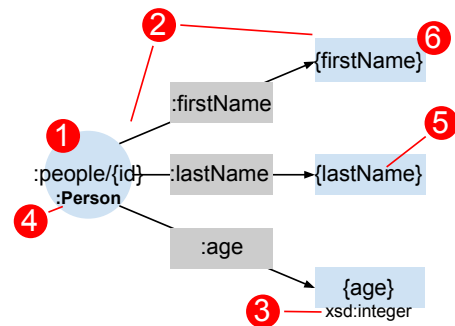 2
6
{firstName}
:firstName
1
5
:people/{id}
:lastName
{lastName}
:Person
4
:age
{age}
3
xsd:integer